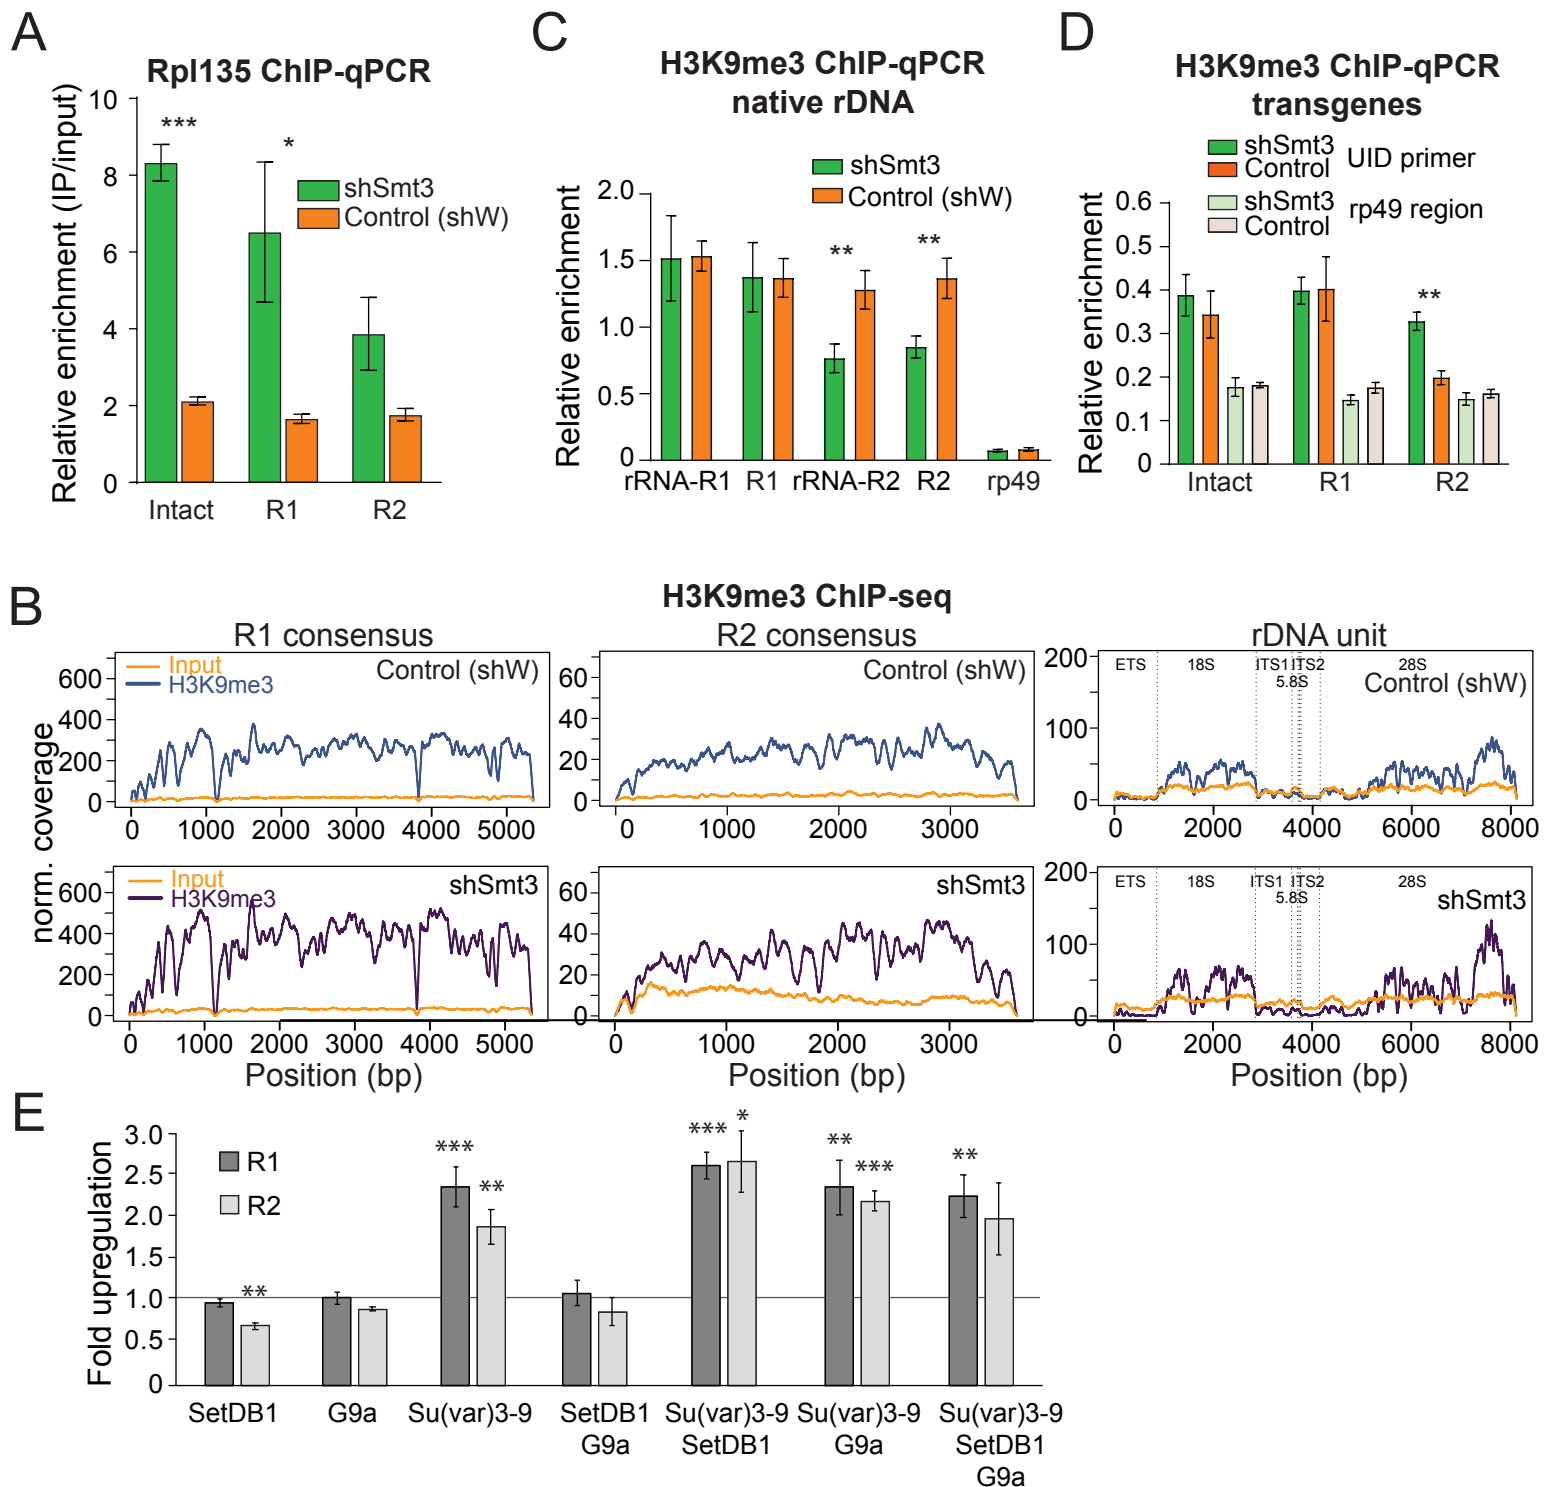 A
Rpl135 ChIP-qPCR
Relative enrichment (IP/input)
10
8
6
4
2
0
***
*
shSmt3
Control (shW)
Intact
R1
R2
C
H3K9me3 ChIP-qPCR
native rDNA
shSmt3
Control (shW)
Relative enrichment
2.0
1.5
1.0
0.5
0
**
**
rRNA-R1
R1
rRNA-R2
R2
rp49
D
H3K9me3 ChIP-qPCR
transgenes
shSmt3
Control
UID primer
shSmt3
Control
rp49 region
Relative enrichment
0.6
0.5
0.4
0.3
0.2
0.1
0
**
Intact
R1
R2
B
H3K9me3 ChIP-seq
norm. coverage
R1 consensus
Input
H3K9me3
Control (shW)
600
400
200
0
0 1000 2000 3000 4000 5000
R2 consensus
Control (shW)
60
40
20
0
0 1000 2000 3000
rDNA unit
200
100
0
ETS 18S ITS1 ITS2 28S
5.8S
Control (shW)
0 2000 4000 6000 8000
Input
H3K9me3
shSmt3
600
400
200
0
0 1000 2000 3000 4000 5000
Position (bp)
shSmt3
60
40
20
0
0 1000 2000 3000
Position (bp)
200
100
0
ETS 18S ITS1 ITS2 28S
5.8S
shSmt3
0 2000 4000 6000 8000
Position (bp)
E
Fold upregulation
3.0
2.5
2.0
1.5
1.0
0.5
0
R1
R2
**
***
**
***
*
**
***
**
SetDB1
G9a
Su(var)3-9
SetDB1
G9a
Su(var)3-9
SetDB1
Su(var)3-9
G9a
Su(var)3-9
SetDB1
G9a